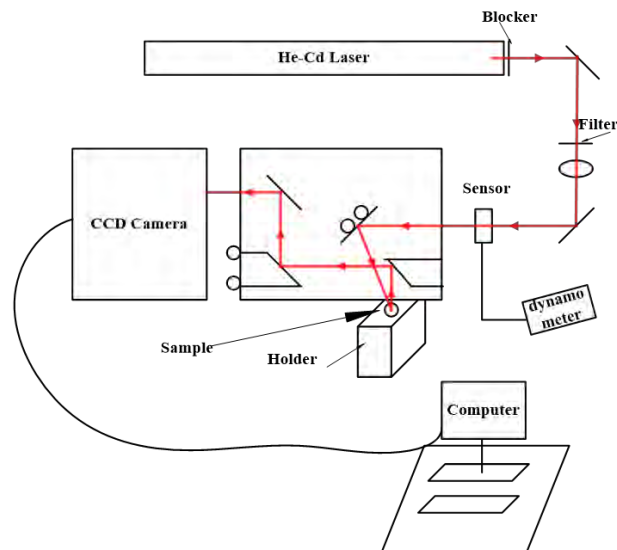 Blocker
He-Cd Laser
Filter
Sensor
CCD Camera
dynamo
meter
Sample
Holder
Computer